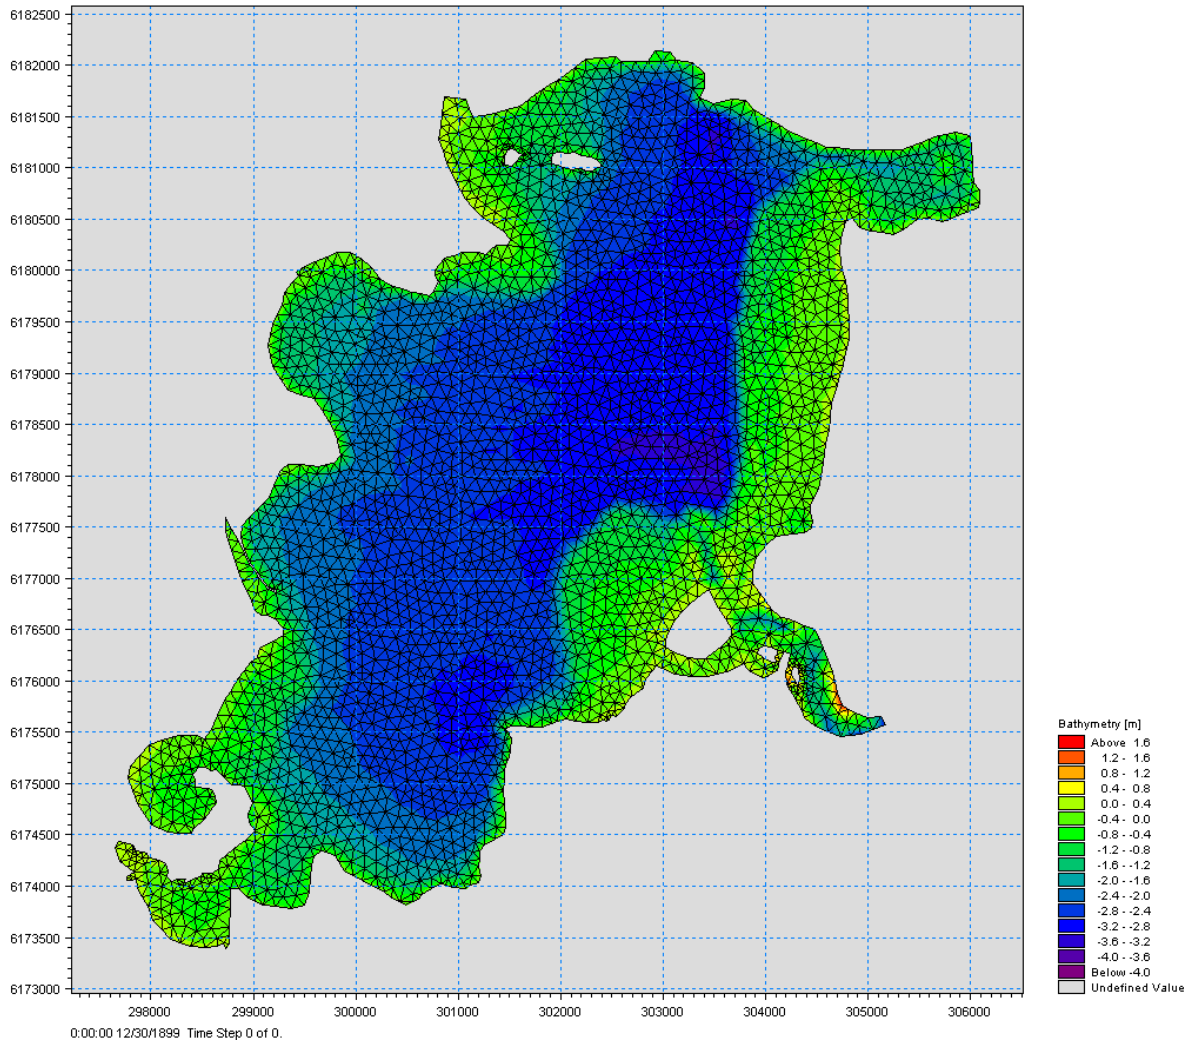 6182500
6182000
6181500
6181000
6180500
6180000
6179500
6179000
6178500
6178000
6177500
6177000
6176500
6176000
6175500
6175000
6174500
6174000
6173500
6173000
298000 299000 300000 301000 302000 303000 304000 305000 306000
0:00:00 12/30/1899 Time Step 0 of 0.
Bathymetry [m]
Above 1.6
1.2 - 1.6
0.8 - 1.2
0.4 - 0.8
0.0 - 0.4
-0.4 - 0.0
-0.8 - -0.4
-1.2 - -0.8
-1.6 - -1.2
-2.0 - -1.6
-2.4 - -2.0
-2.8 - -2.4
-3.2 - -2.8
-3.6 - -3.2
-4.0 - -3.6
Below -4.0
Undefined Value